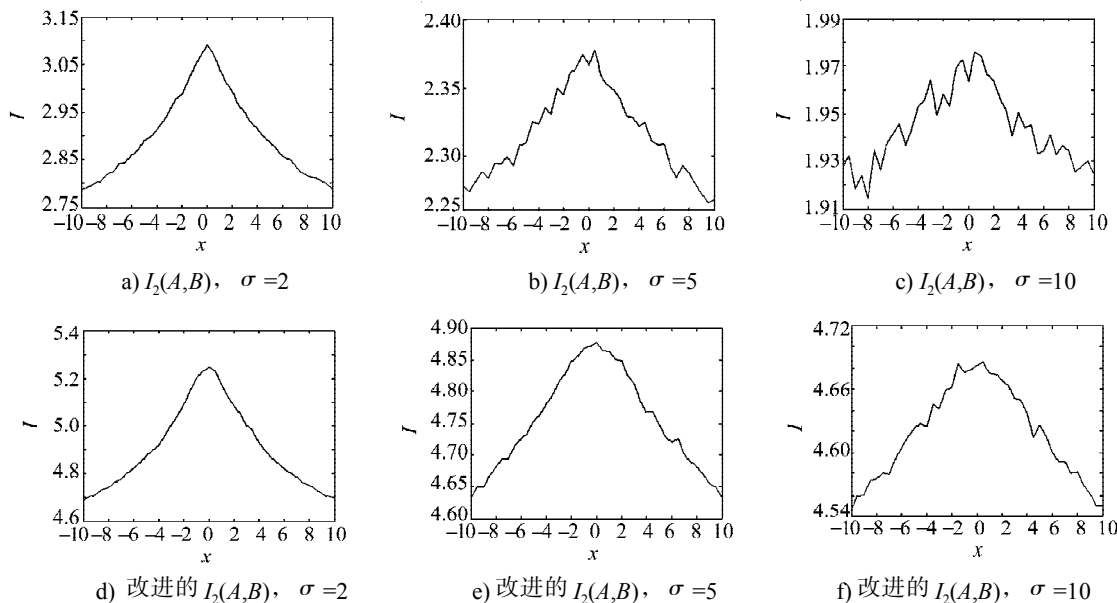 3.15
3.05
2.95
2.85
2.75
I
−10 −8 −6 −4 −2 0 2 4 6 8 10
x
a) I₂(A,B), σ =2
2.40
2.35
2.30
2.25
I
−10 −8 −6 −4 −2 0 2 4 6 8 10
x
b) I₂(A,B), σ =5
1.99
1.97
1.95
1.93
1.91
I
−10 −8 −6 −4 −2 0 2 4 6 8 10
x
c) I₂(A,B), σ =10
5.4
5.2
5.0
4.8
4.6
I
−10 −8 −6 −4 −2 0 2 4 6 8 10
x
d) 改进的 I₂(A,B), σ =2
4.90
4.85
4.80
4.75
4.70
4.65
4.60
I
−10 −8 −6 −4 −2 0 2 4 6 8 10
x
e) 改进的 I₂(A,B), σ =5
4.72
4.66
4.60
4.54
I
−10 −8 −6 −4 −2 0 2 4 6 8 10
x
f) 改进的 I₂(A,B), σ =10